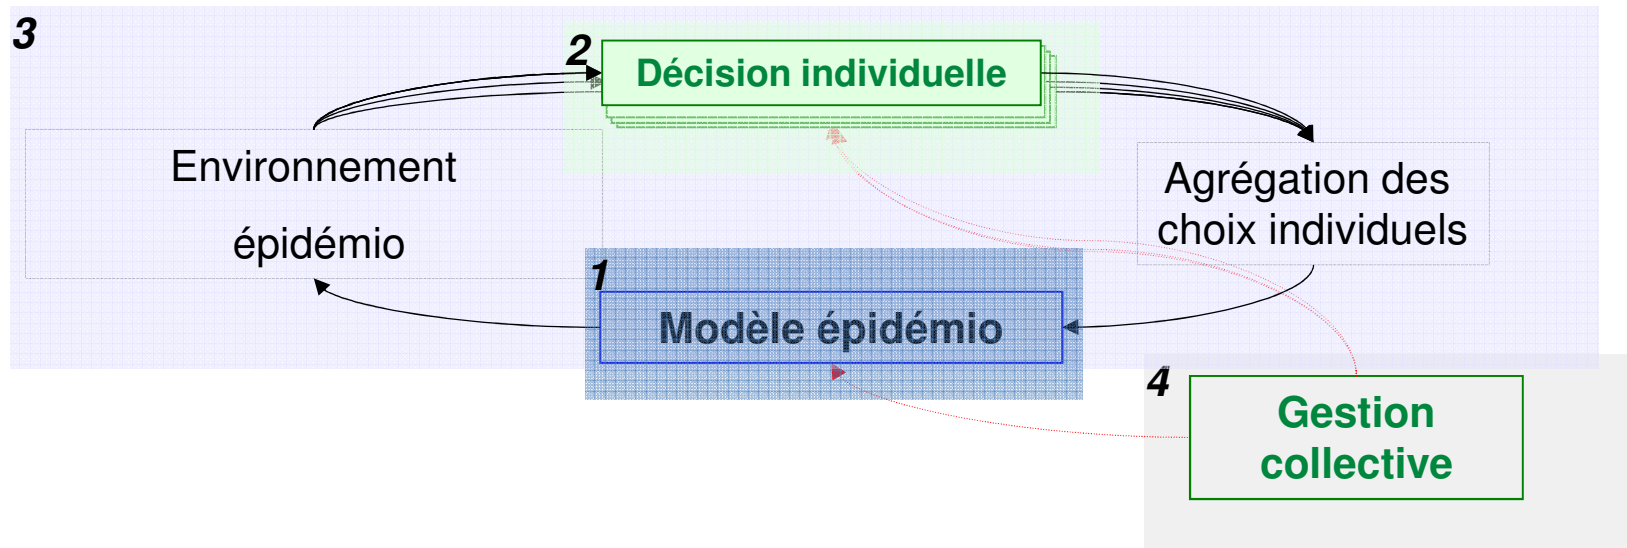 3
2
Décision individuelle
Environnement
épidémio
Agrégation des
choix individuels
1
Modèle épidémio
4
Gestion
collective